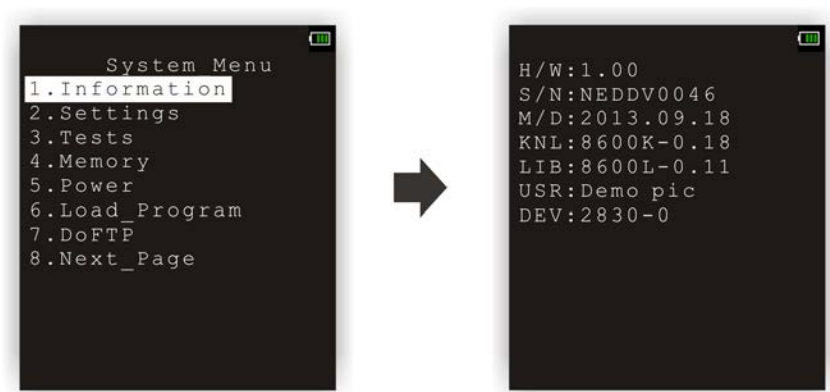 System Menu
1.Information
2.Settings
3.Tests
4.Memory
5.Power
6.Load_Program
7.DoFTP
8.Next_Page
H/W:1.00
S/N:NEDDV0046
M/D:2013.09.18
KNL:8600K-0.18
LIB:8600L-0.11
USR:Demo pic
DEV:2830-0